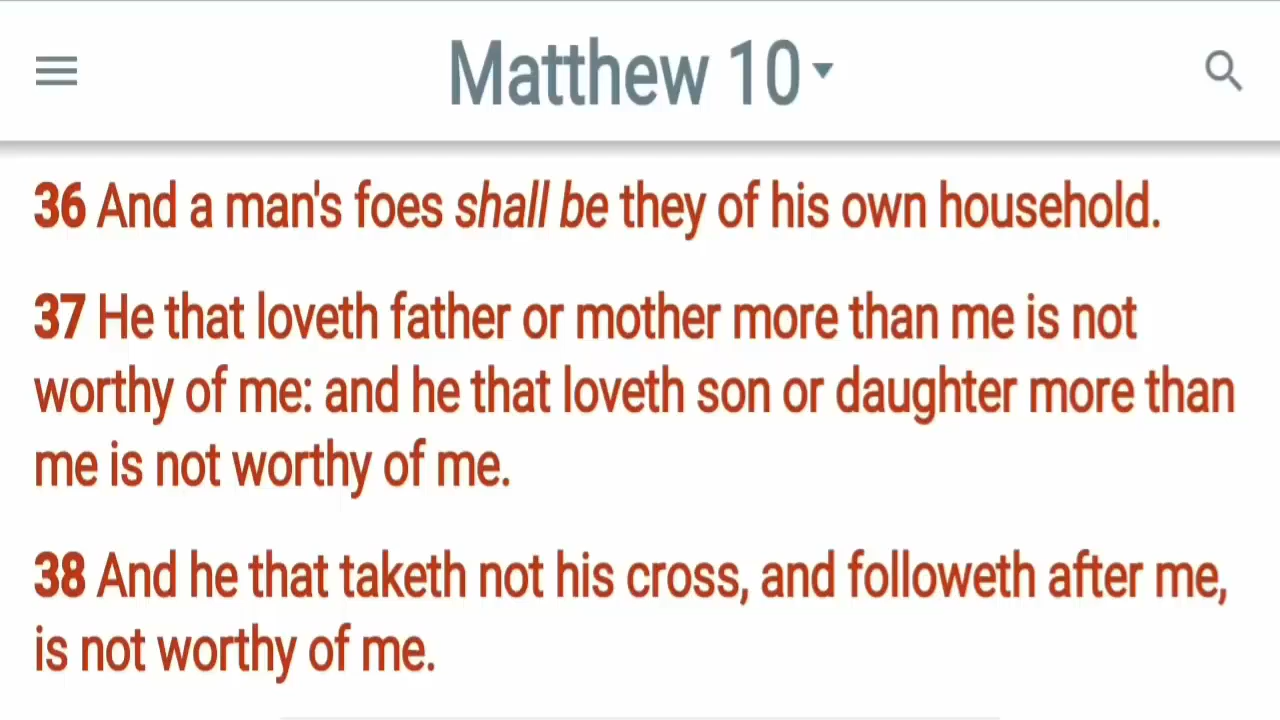 Matthew 10
36 And a man's foes shall be they of his own household.
37 He that loveth father or mother more than me is not
worthy of me: and he that loveth son or daughter more than
me is not worthy of me.
38 And he that taketh not his cross, and followeth after me,
is not worthy of me.